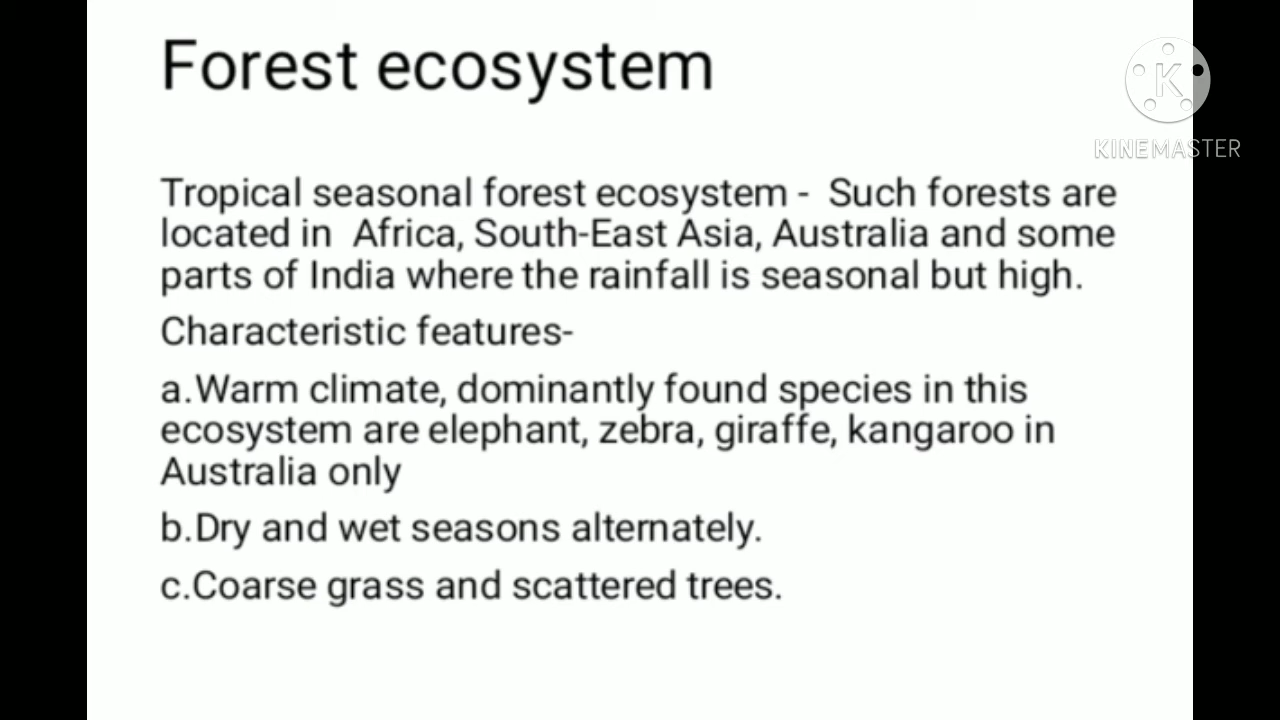 Forest ecosystem
KINEMASTER
Tropical seasonal forest ecosystem -  Such forests are
located in  Africa, South-East Asia, Australia and some
parts of India where the rainfall is seasonal but high.
Characteristic features-
a.Warm climate, dominantly found species in this
ecosystem are elephant, zebra, giraffe, kangaroo in
Australia only
b.Dry and wet seasons alternately.
c.Coarse grass and scattered trees.